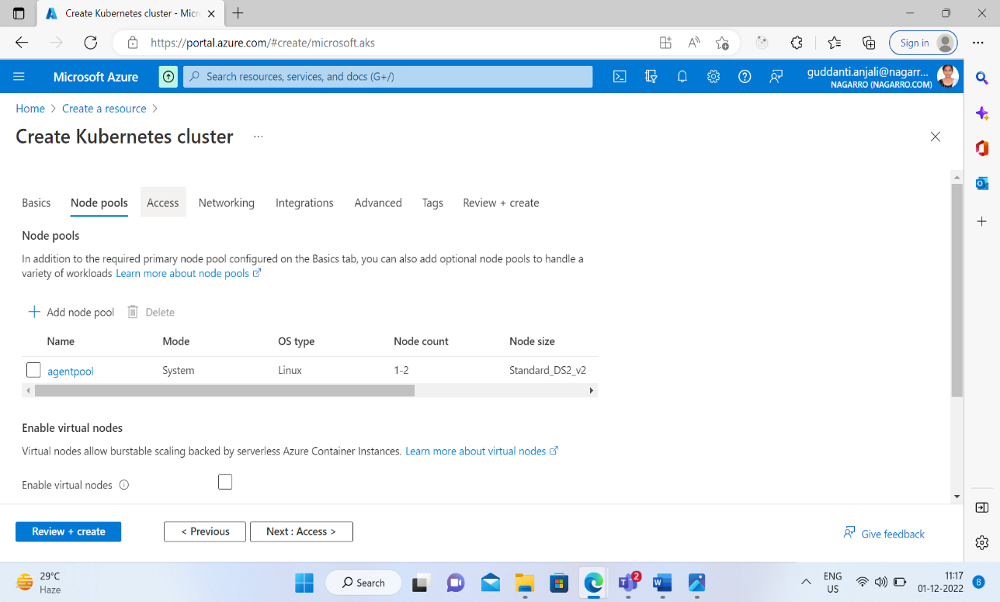 Create Kubernetes cluster - Micr
https://portal.azure.com/#create/microsoft.aks
Sign in
Microsoft Azure
Search resources, services, and docs (G+/)
guddanti.anjali@nagarr...
NAGARRO (NAGARRO.COM)
Home > Create a resource >
Create Kubernetes cluster ...
Basics Node pools Access Networking Integrations Advanced Tags Review + create
Node pools
In addition to the required primary node pool configured on the Basics tab, you can also add optional node pools to handle a
variety of workloads Learn more about node pools
Add node pool Delete
Name Mode OS type Node count Node size
agentpool System Linux 1-2 Standard_DS2_v2
Enable virtual nodes
Virtual nodes allow burstable scaling backed by serverless Azure Container Instances. Learn more about virtual nodes
Enable virtual nodes
Review + create < Previous Next : Access > Give feedback
29°C
Haze
Search
2
ENG
US
11:17
01-12-2022
8